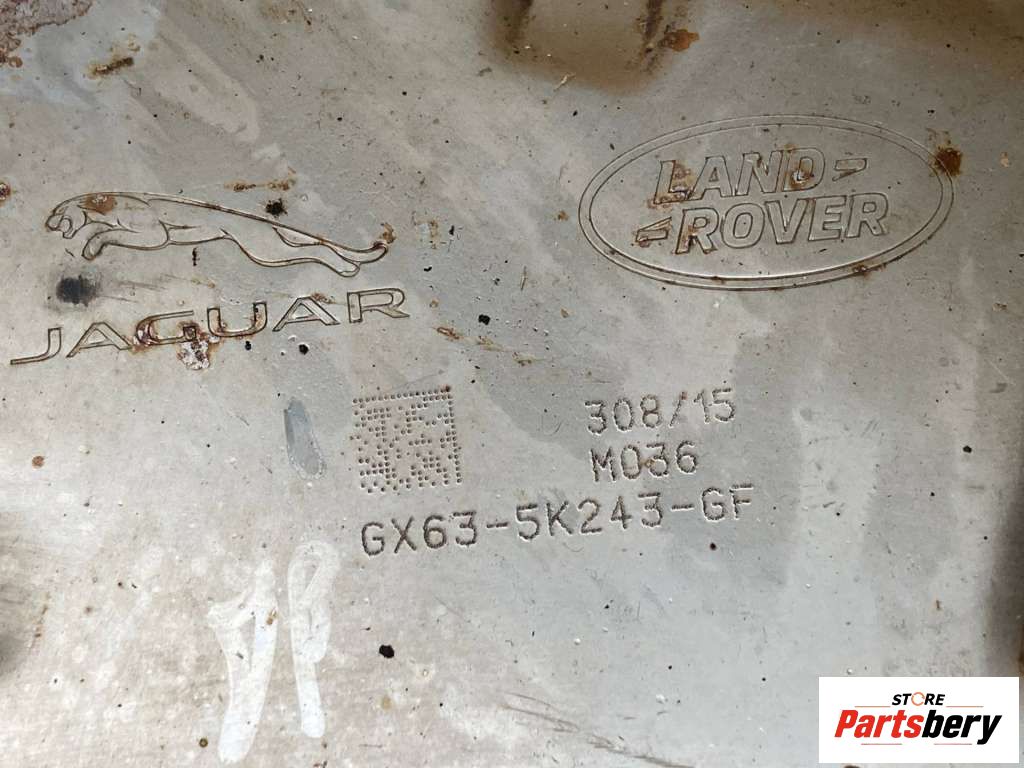 LAND
ROVER
JAGUAR
308/15
M036
GX63-5K243-GF
STORE
Partsbery